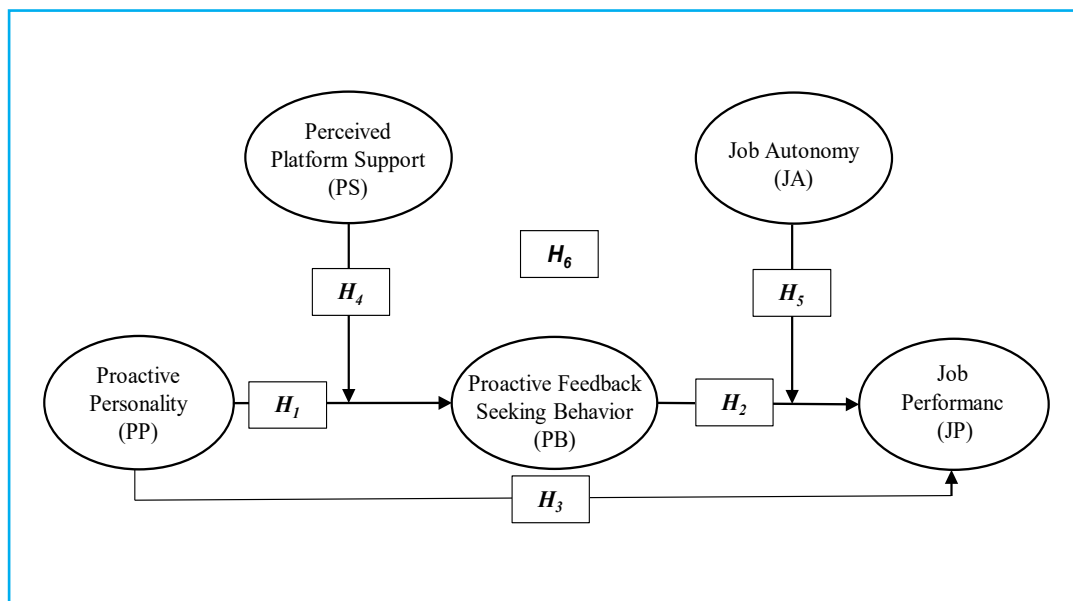 Perceived
Platform Support
(PS)
Job Autonomy
(JA)
H6
H4
H5
Proactive
Personality
(PP)
H1
Proactive Feedback
Seeking Behavior
(PB)
H2
Job
Performanc
(JP)
H3